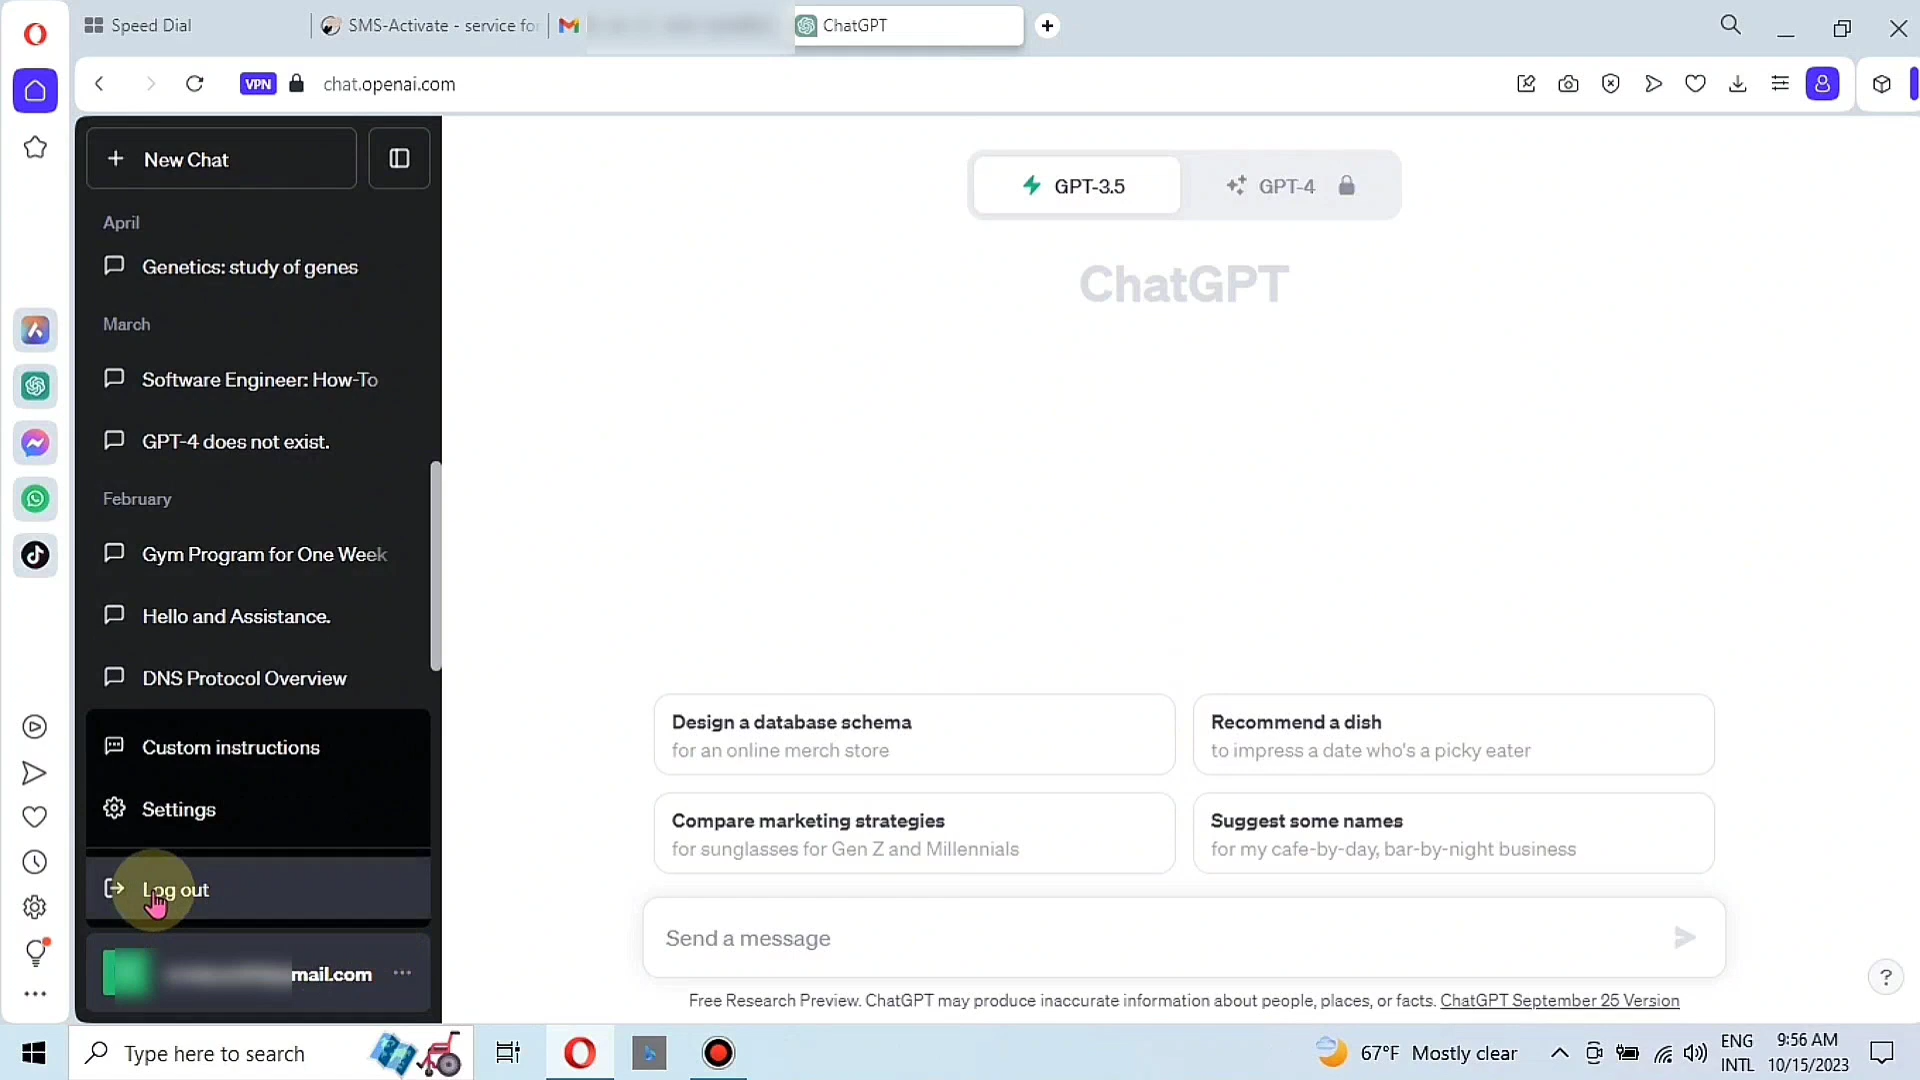 Speed Dial
SMS-Activate - service for
ChatGPT
VPN
chat.openai.com
New Chat
April
Genetics: study of genes
March
Software Engineer: How-To
GPT-4 does not exist.
February
Gym Program for One Week
Hello and Assistance.
DNS Protocol Overview
Custom instructions
Settings
Log out
mail.com
GPT-3.5
GPT-4
ChatGPT
Design a database schema
for an online merch store
Recommend a dish
to impress a date who's a picky eater
Compare marketing strategies
for sunglasses for Gen Z and Millennials
Suggest some names
for my cafe-by-day, bar-by-night business
Send a message
Free Research Preview. ChatGPT may produce inaccurate information about people, places, or facts. ChatGPT September 25 Version
?
Type here to search
67°F Mostly clear
ENG
INTL
9:56 AM
10/15/2023